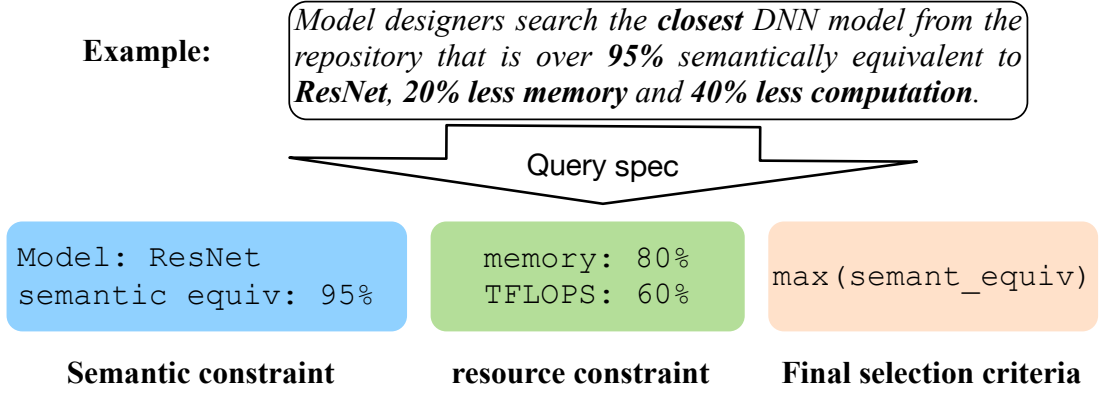 Example:
Model designers search the closest DNN model from the
repository that is over 95% semantically equivalent to
ResNet, 20% less memory and 40% less computation.
Query spec
Model: ResNet
semantic equiv: 95%
memory: 80%
TFLOPS: 60%
max(semant_equiv)
Semantic constraint
resource constraint
Final selection criteria